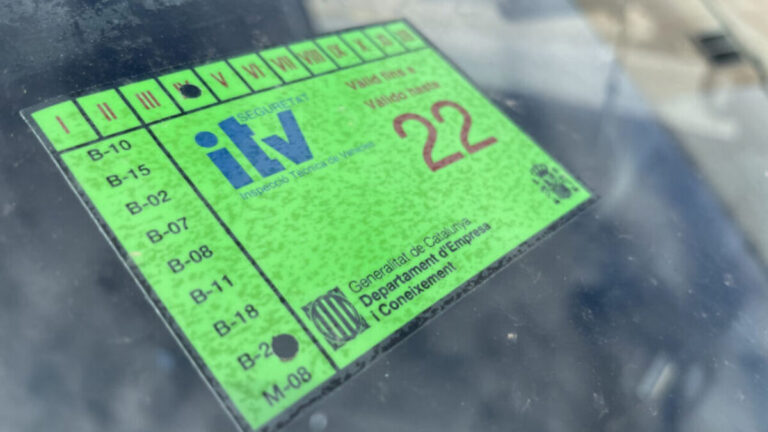 I II III V VI VII VIII IX X XI XII
SEGURETAT
itv
Inspecció Tècnica de Vehicles
Vàlid fins a
Válido hasta
22
B-10
B-15
B-02
B-07
B-08
B-11
B-18
B-2
M-08
Generalitat de Catalunya
Departament d'Empresa
i Coneixement